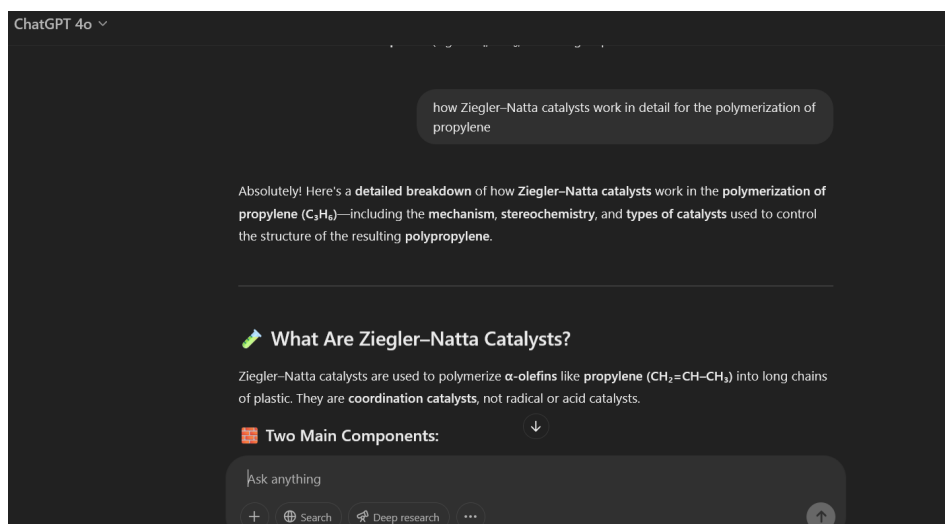 ChatGPT 4o
how Ziegler–Natta catalysts work in detail for the polymerization of
propylene
Absolutely! Here's a detailed breakdown of how Ziegler–Natta catalysts work in the polymerization of
propylene (C₃H₆)—including the mechanism, stereochemistry, and types of catalysts used to control
the structure of the resulting polypropylene.
What Are Ziegler–Natta Catalysts?
Ziegler–Natta catalysts are used to polymerize α-olefins like propylene (CH₂=CH–CH₃) into long chains
of plastic. They are coordination catalysts, not radical or acid catalysts.
Two Main Components:
Ask anything
Search Deep research